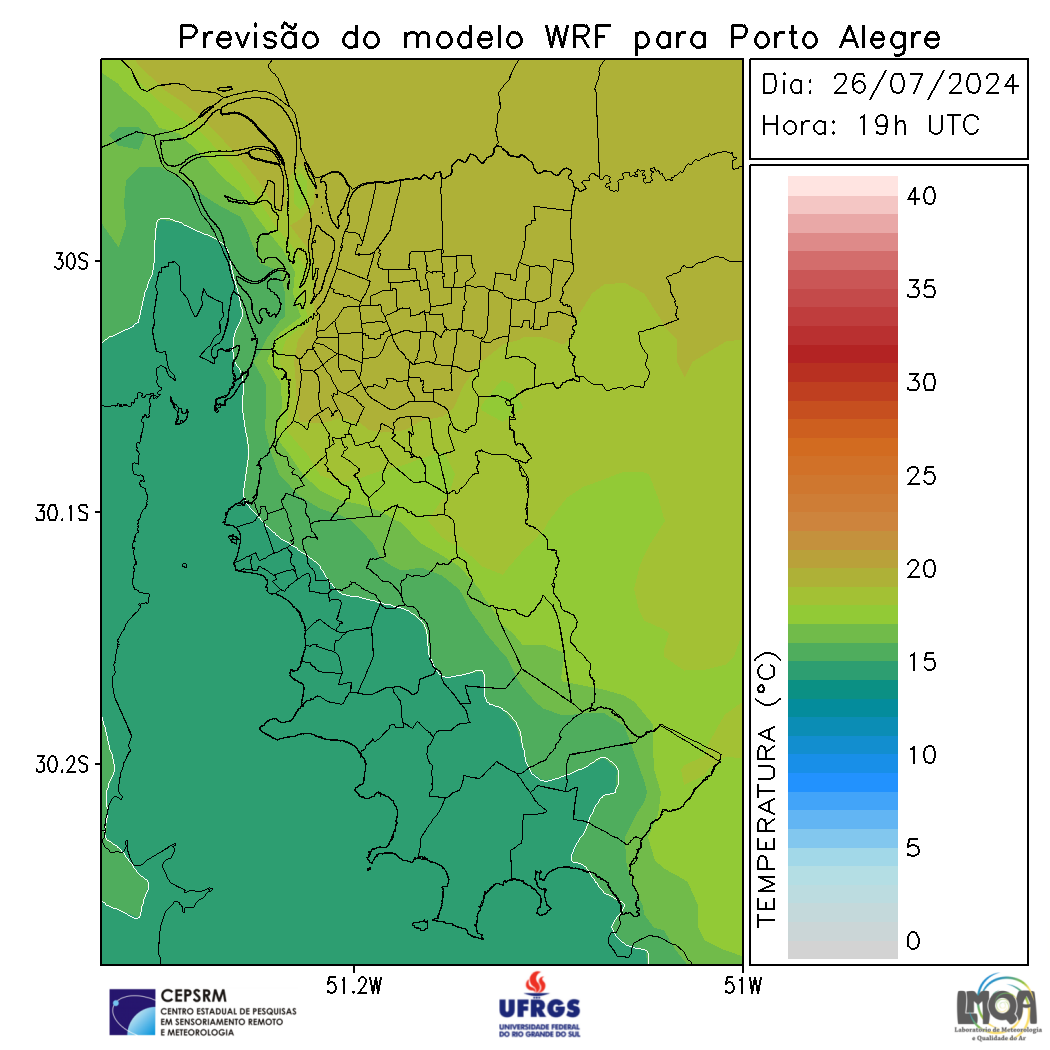 Previsão do modelo WRF para Porto Alegre
Dia: 26/07/2024
Hora: 19h UTC
40
35
30
25
20
15
10
5
0
TEMPERATURA (°C)
30S
30.1S
30.2S
51.2W
51W
CEPSRM
CENTRO ESTADUAL DE PESQUISAS
EM SENSORIAMENTO REMOTO
E METEOROLOGIA
UFRGS
UNIVERSIDADE FEDERAL
DO RIO GRANDE DO SUL
LMQA
Laboratório de Meteorologia
e Qualidade do Ar